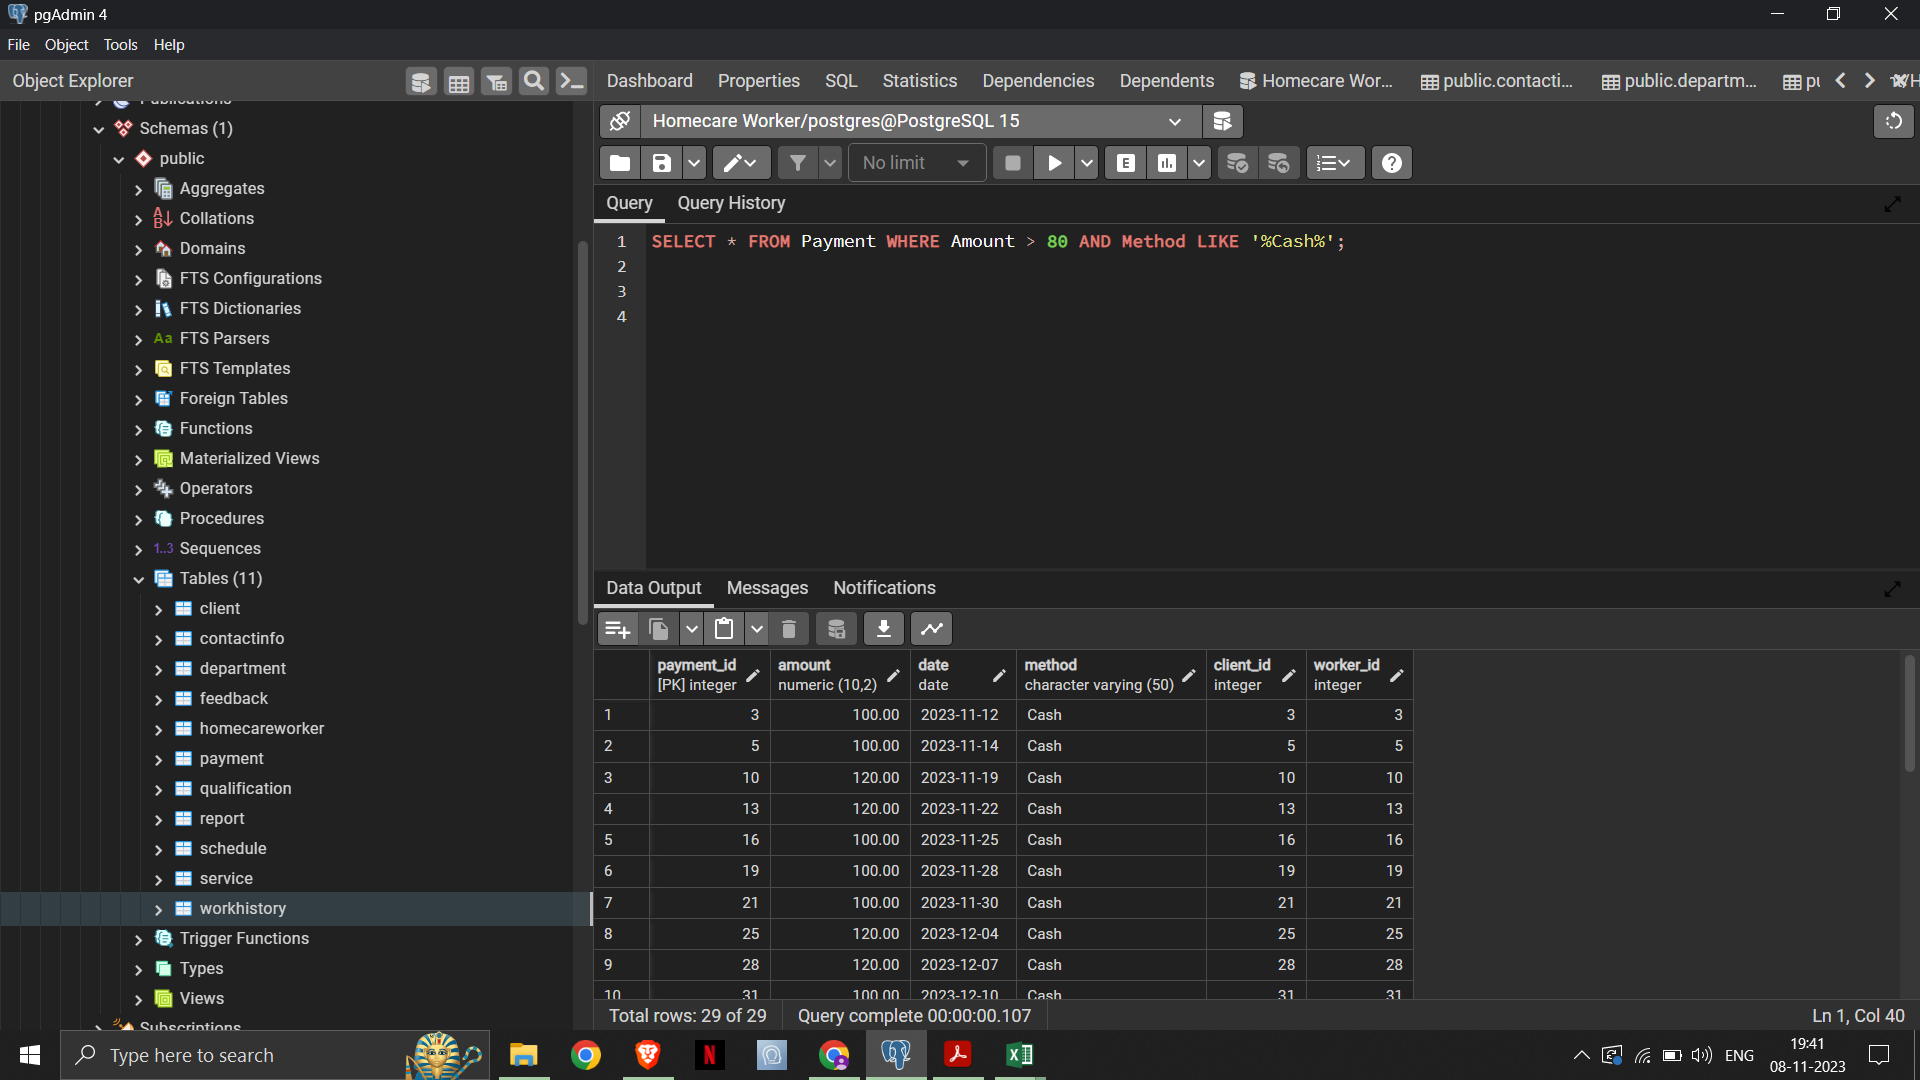 pgAdmin 4
File Object Tools Help
Object Explorer
Dashboard Properties SQL Statistics Dependencies Dependents Homecare Wor... public.contacti... public.departm... pu
Publications
Schemas (1)
public
Aggregates
Collations
Domains
FTS Configurations
FTS Dictionaries
Aa FTS Parsers
FTS Templates
Foreign Tables
Functions
Materialized Views
Operators
Procedures
1..3 Sequences
Tables (11)
client
contactinfo
department
feedback
homecareworker
payment
qualification
report
schedule
service
workhistory
Trigger Functions
Types
Views
Subscriptions
Homecare Worker/postgres@PostgreSQL 15
No limit
E
Query Query History
1 SELECT * FROM Payment WHERE Amount > 80 AND Method LIKE '%Cash%';
2
3
4
Data Output Messages Notifications
payment_id amount date method client_id worker_id
[PK] integer numeric (10,2) date character varying (50) integer integer
1 3 100.00 2023-11-12 Cash 3 3
2 5 100.00 2023-11-14 Cash 5 5
3 10 120.00 2023-11-19 Cash 10 10
4 13 120.00 2023-11-22 Cash 13 13
5 16 100.00 2023-11-25 Cash 16 16
6 19 100.00 2023-11-28 Cash 19 19
7 21 100.00 2023-11-30 Cash 21 21
8 25 120.00 2023-12-04 Cash 25 25
9 28 120.00 2023-12-07 Cash 28 28
10 31 100.00 2023-12-10 Cash 31 31
Total rows: 29 of 29 Query complete 00:00:00.107 Ln 1, Col 40
Type here to search
ENG
19:41
08-11-2023